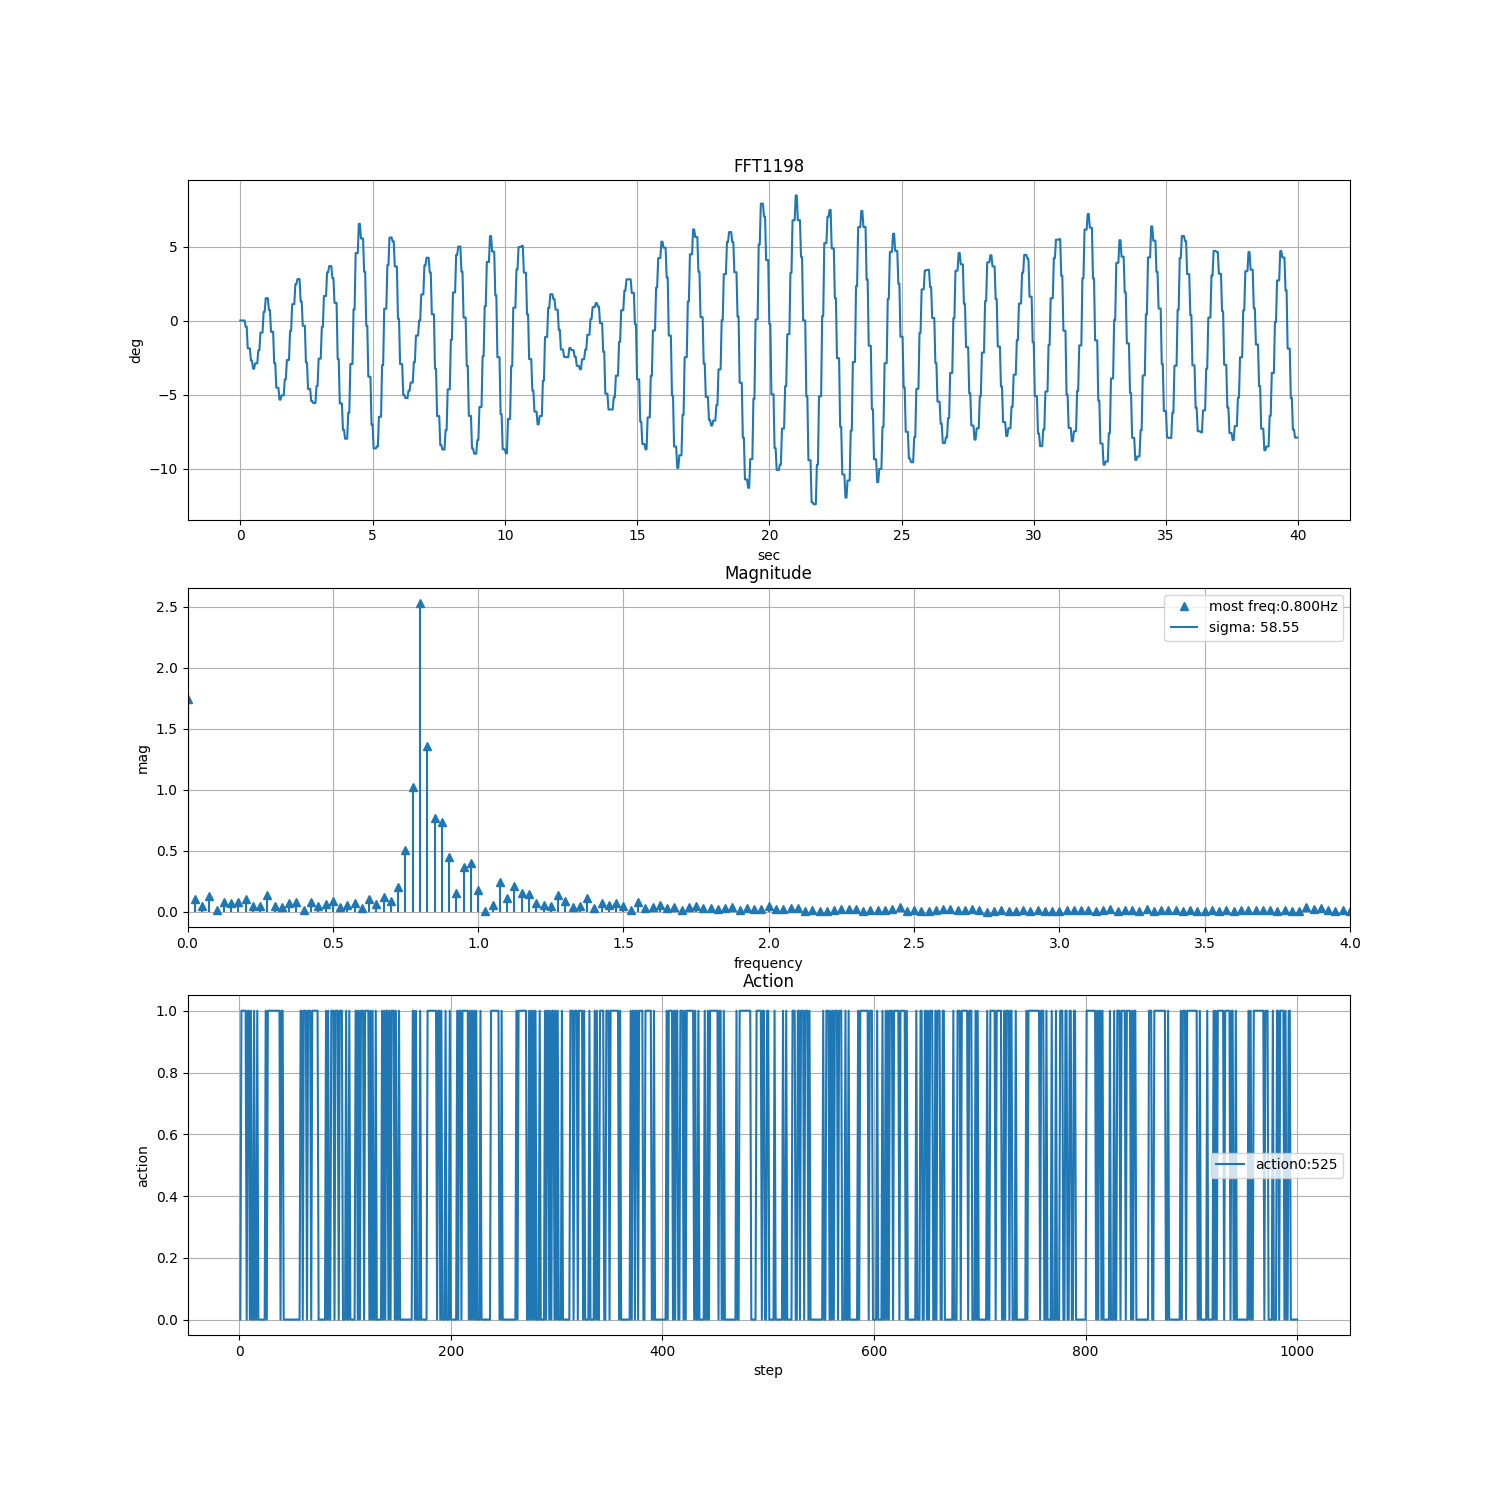 FFT1198
5
0
−5
−10
deg
0 5 10 15 20 25 30 35 40
sec
Magnitude
most freq:0.800Hz
sigma: 58.55
2.5
2.0
1.5
1.0
0.5
0.0
mag
0.0 0.5 1.0 1.5 2.0 2.5 3.0 3.5 4.0
frequency
Action
1.0
0.8
0.6
0.4
0.2
0.0
action
action0:525
0 200 400 600 800 1000
step